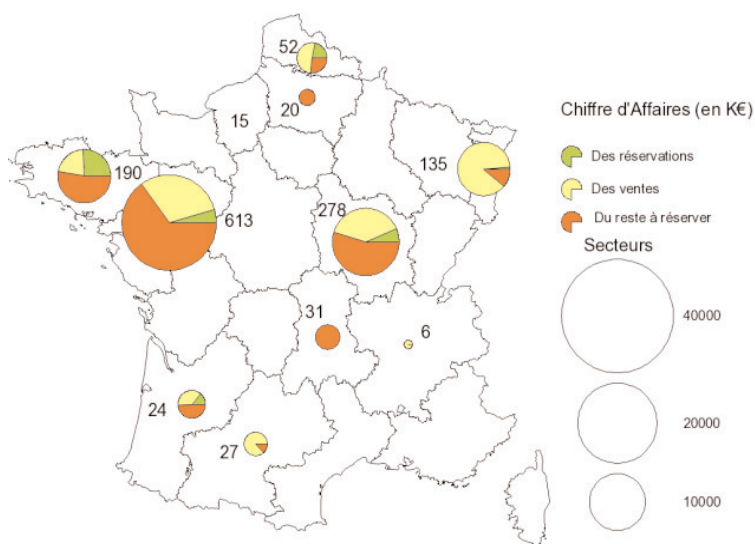 52
20
15
135
190
613
278
31
6
24
27
Chiffre d'Affaires (en K€)
Des réservations
Des ventes
Du reste à réserver
Secteurs
40000
20000
10000